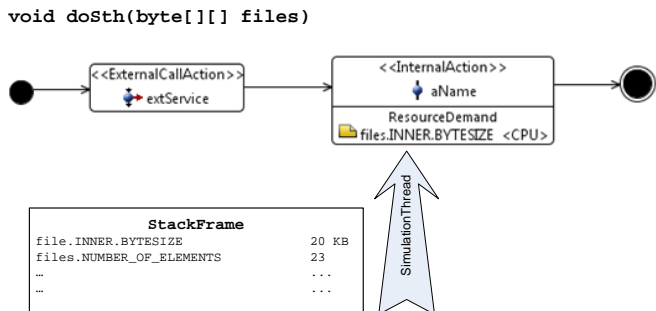 void doSth(byte[][] files)
<<ExternalCallAction>>
extService
<<InternalAction>>
aName
ResourceDemand
files.INNER.BYTESIZE <CPU>
SimulationThread
StackFrame
file.INNER.BYTESIZE 20 KB
files.NUMBER_OF_ELEMENTS 23
… ...
… ...